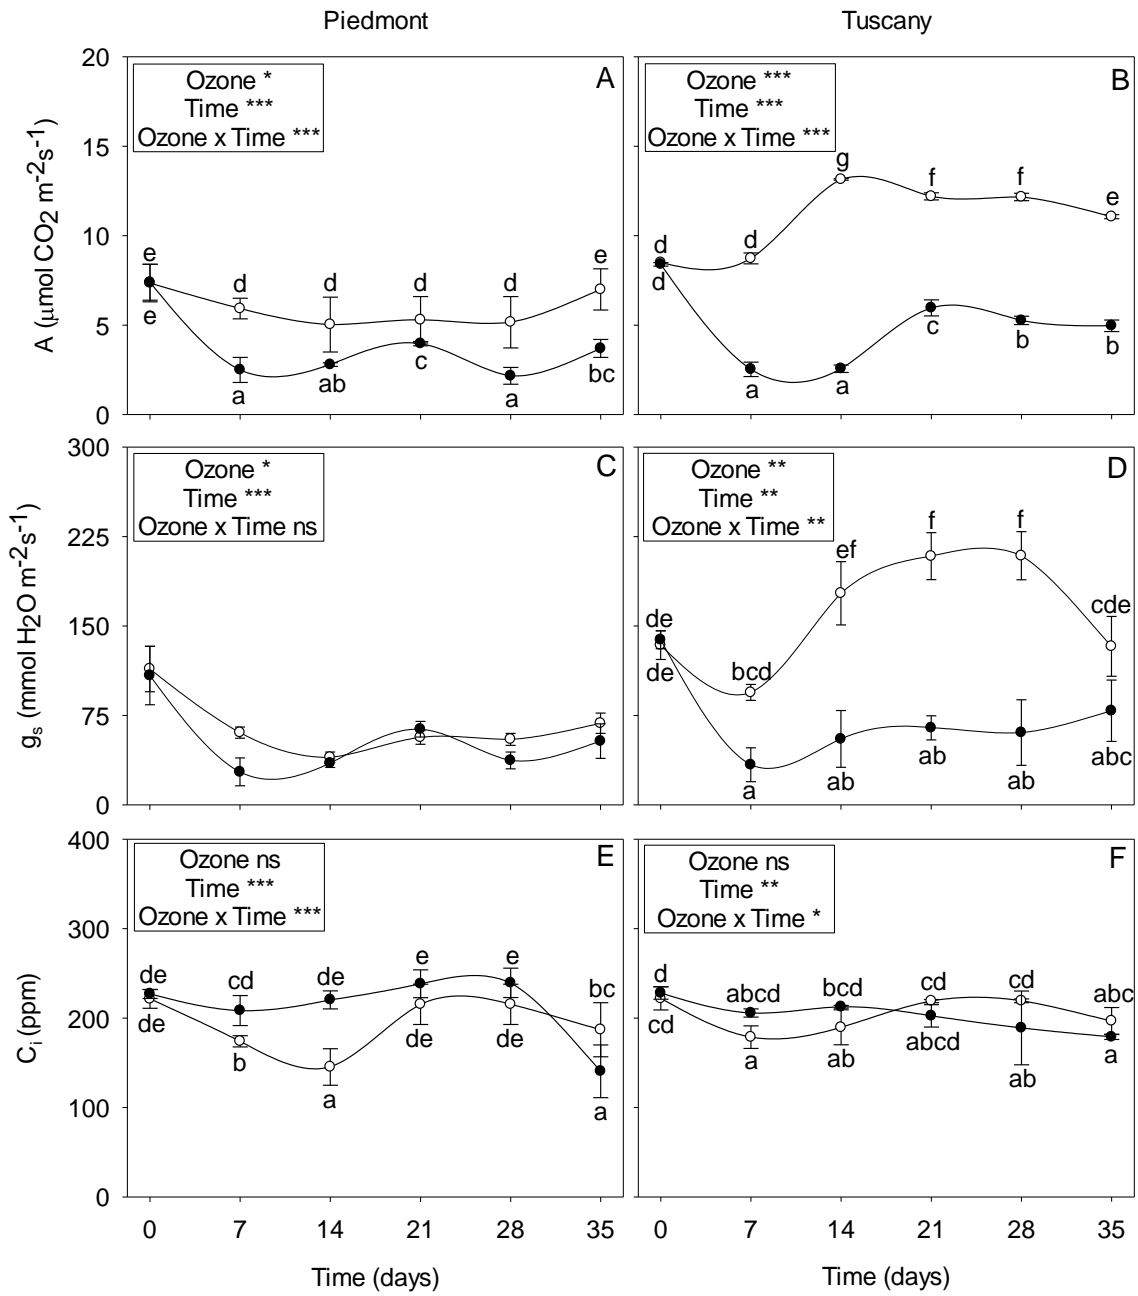 Piedmont
Tuscany
A (μmol CO2 m-2s-1)
20
15
10
5
0
Ozone *
Time ***
Ozone x Time ***
A
e
e
d
a
d
ab
d
c
d
a
e
bc
Ozone ***
Time ***
Ozone x Time ***
B
d
d
d
a
g
a
f
c
f
b
e
b
gs (mmol H2O m-2s-1)
300
225
150
75
0
Ozone *
Time ***
Ozone x Time ns
C
Ozone **
Time **
Ozone x Time **
D
de
de
bcd
a
ef
ab
f
ab
f
ab
cde
abc
Ci (ppm)
400
300
200
100
0
Ozone ns
Time ***
Ozone x Time ***
E
de
de
cd
b
de
a
e
de
e
de
bc
a
Ozone ns
Time **
Ozone x Time *
F
d
cd
abcd
a
bcd
ab
cd
abcd
cd
ab
abc
a
0 7 14 21 28 35
0 7 14 21 28 35
Time (days)
Time (days)